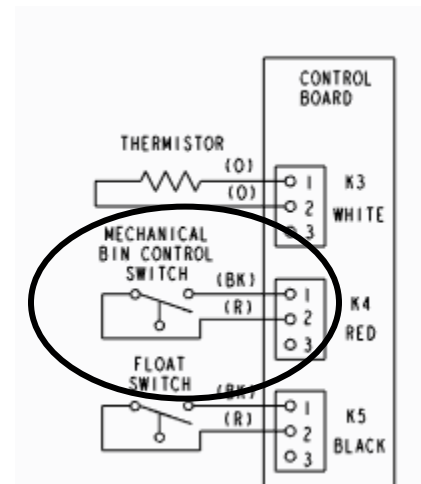 CONTROL
BOARD
THERMISTOR
(O)
(O)
1 K3
2 WHITE
3
MECHANICAL
BIN CONTROL
SWITCH
(BK)
(R)
1 K4
2 RED
3
FLOAT
SWITCH
(BK)
(R)
1 K5
2 BLACK
3